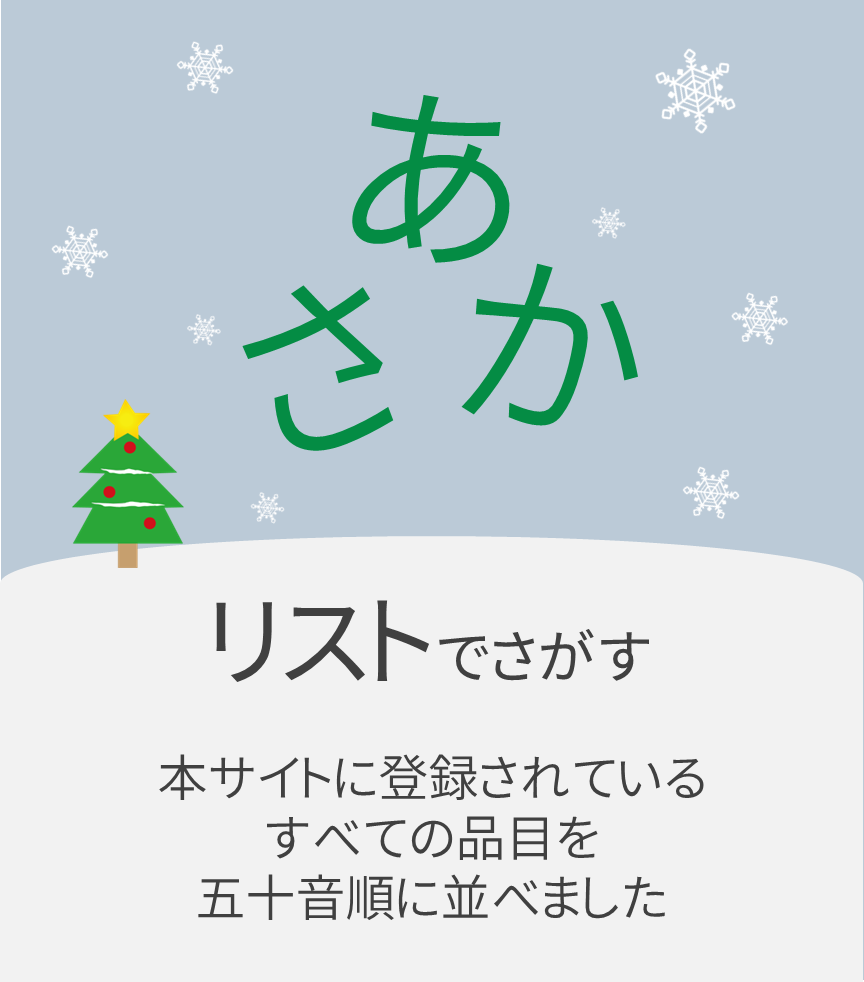 あ
さ か
リストでさがす
本サイトに登録されている
すべての品目を
五十音順に並べました